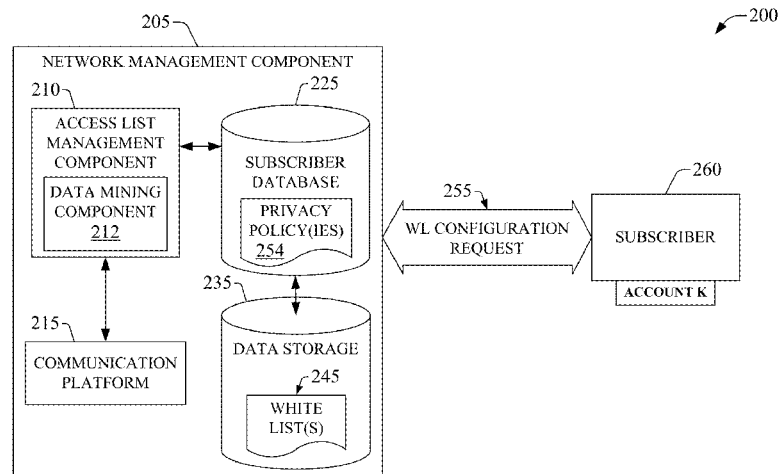 200
205
NETWORK MANAGEMENT COMPONENT
210
ACCESS LIST
MANAGEMENT
COMPONENT
DATA MINING
COMPONENT
212
225
SUBSCRIBER
DATABASE
PRIVACY
POLICY(IES)
254
255
WL CONFIGURATION
REQUEST
260
SUBSCRIBER
ACCOUNT K
215
COMMUNICATION
PLATFORM
235
DATA STORAGE
245
WHITE
LIST(S)